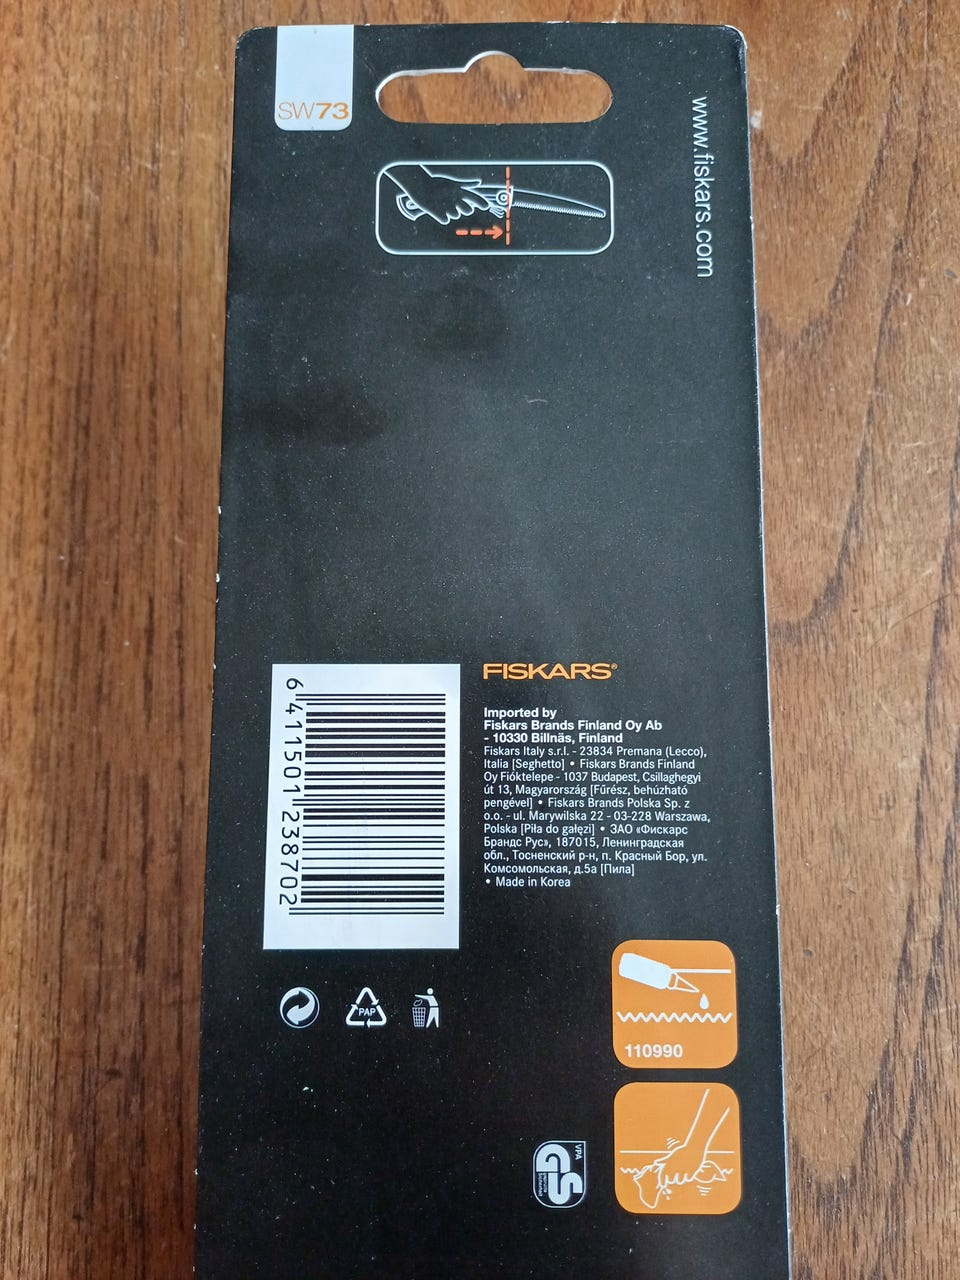 SW73
www.fiskars.com
FISKARS®
Imported by
Fiskars Brands Finland Oy Ab
- 10330 Billnäs, Finland
Fiskars Italy s.r.l. - 23834 Premana (Lecco),
Italia [Seghetto] • Fiskars Brands Finland
Oy Fióktelepe - 1037 Budapest, Csillaghegyi
út 13, Magyarország [Fűrész, behúzható
pengével] • Fiskars Brands Polska Sp. z
o.o. - ul. Marywilska 22 - 03-228 Warszawa,
Polska [Piła do gałęzi] • ЗАО «Фискарс
Брандс Рус», 187015, Ленинградская
обл., Тосненский р-н, п. Красный Бор, ул.
Комсомольская, д.5а [Пила]
• Made in Korea
6 411501 238702
PAP
110990
VPA
GS